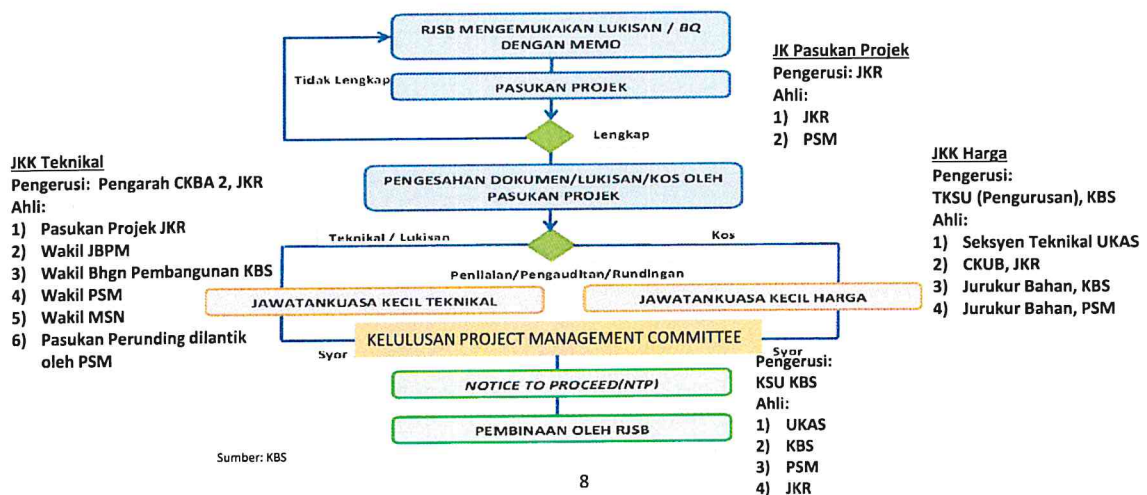 RJSB MENGEMUKAKAN LUKISAN / BQ
DENGAN MEMO
Tidak Lengkap
PASUKAN PROJEK
Lengkap
JK Pasukan Projek
Pengerusi: JKR
Ahli:
1) JKR
2) PSM
JKK Teknikal
Pengerusi: Pengarah CKBA 2, JKR
Ahli:
1) Pasukan Projek JKR
2) Wakil JBPM
3) Wakil Bhgn Pembangunan KBS
4) Wakil PSM
5) Wakil MSN
6) Pasukan Perunding dilantik
oleh PSM
PENGESAHAN DOKUMEN/LUKISAN/KOS OLEH
PASUKAN PROJEK
Teknikal / Lukisan
Kos
Penilaian/Pengauditan/Rundingan
JAWATANKUASA KECIL TEKNIKAL
JAWATANKUASA KECIL HARGA
JKK Harga
Pengerusi:
TKSU (Pengurusan), KBS
Ahli:
1) Seksyen Teknikal UKAS
2) CKUB, JKR
3) Jurukur Bahan, KBS
4) Jurukur Bahan, PSM
Syor
KELULUSAN PROJECT MANAGEMENT COMMITTEE
Syor
NOTICE TO PROCEED(NTP)
PEMBINAAN OLEH RJSB
Pengerusi:
KSU KBS
Ahli:
1) UKAS
2) KBS
3) PSM
4) JKR
Sumber: KBS
8